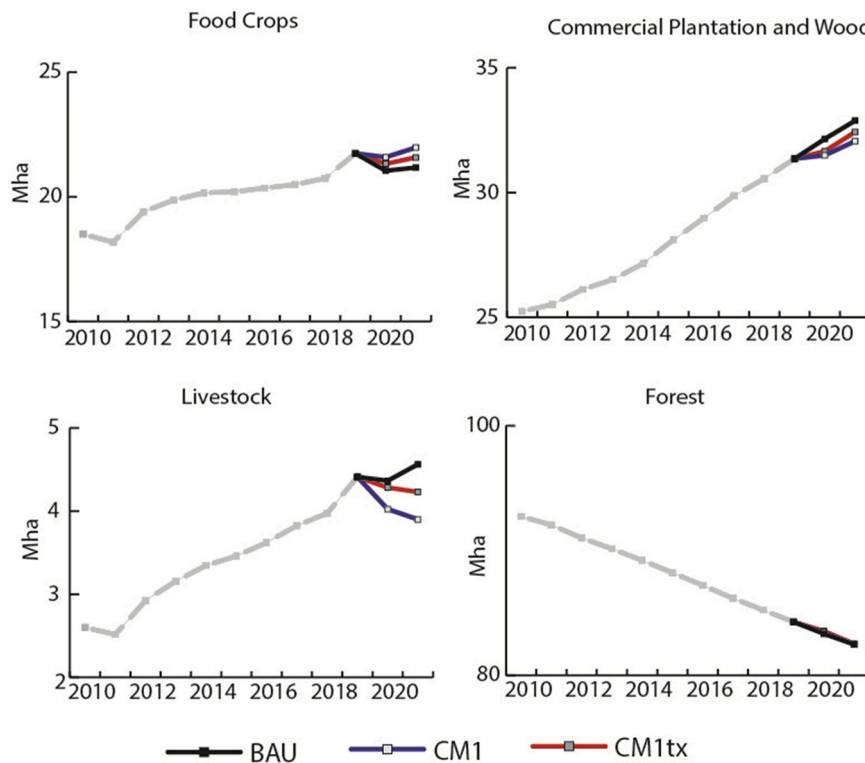 Food Crops
Commercial Plantation and Wood
25
20
15
Mha
2010 2012 2014 2016 2018 2020
35
30
25
Mha
2010 2012 2014 2016 2018 2020
Livestock
Forest
5
4
3
2
Mha
2010 2012 2014 2016 2018 2020
100
80
Mha
2010 2012 2014 2016 2018 2020
BAU CM1 CM1tx